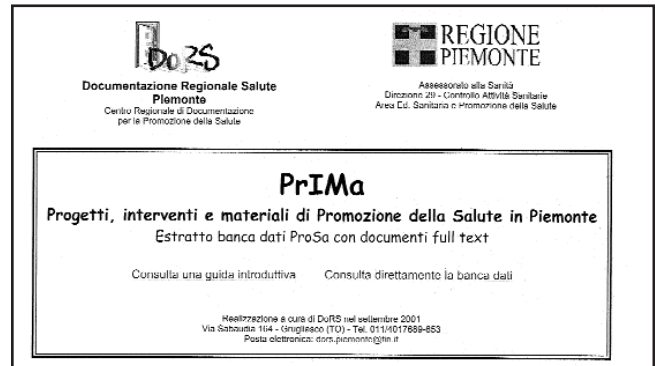 DoRS
Documentazione Regionale Salute
Piemonte
Centro Regionale di Documentazione
per la Promozione della Salute
REGIONE
PIEMONTE
Assessorato alla Sanità
Direzione 29 - Controllo Attività Sanitarie
Area Ed. Sanitaria e Promozione della Salute
PrIMa
Progetti, interventi e materiali di Promozione della Salute in Piemonte
Estratto banca dati ProSa con documenti full text
Consulta una guida introduttiva Consulta direttamente la banca dati
Realizzazione a cura di DoRS nel settembre 2001
Via Sabaudia 164 - Grugliasco (TO) - Tel. 011/4017689-653
Posta elettronica: dors.piemonte@tin.it